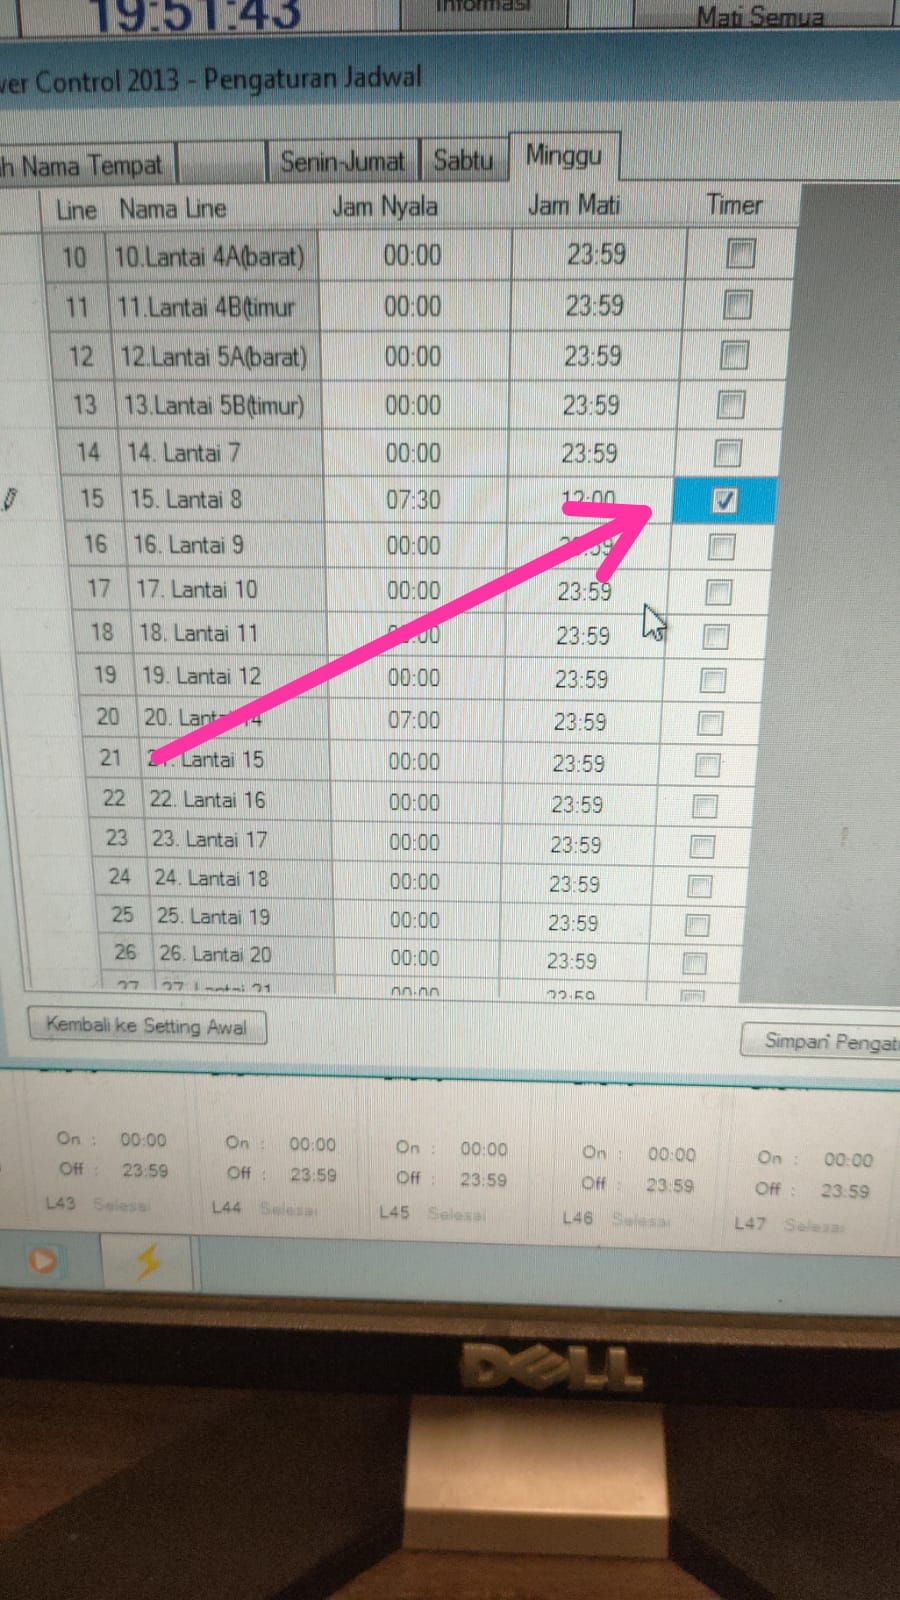 19:51:43
Informasi
Mati Semua
ver Control 2013 - Pengaturan Jadwal
h Nama Tempat Senin-Jumat Sabtu Minggu
Line Nama Line Jam Nyala Jam Mati Timer
10 10.Lantai 4A(barat) 00:00 23:59
11 11.Lantai 4B(timur 00:00 23:59
12 12.Lantai 5A(barat) 00:00 23:59
13 13.Lantai 5B(timur) 00:00 23:59
14 14. Lantai 7 00:00 23:59
15 15. Lantai 8 07:30 12:00
16 16. Lantai 9 00:00 23:59
17 17. Lantai 10 00:00 23:59
18 18. Lantai 11 00:00 23:59
19 19. Lantai 12 00:00 23:59
20 20. Lantai 14 07:00 23:59
21 21. Lantai 15 00:00 23:59
22 22. Lantai 16 00:00 23:59
23 23. Lantai 17 00:00 23:59
24 24. Lantai 18 00:00 23:59
25 25. Lantai 19 00:00 23:59
26 26. Lantai 20 00:00 23:59
27 27. Lantai 21 00:00 23:59
Kembali ke Setting Awal Simpan Pengat
On : 00:00 On : 00:00 On : 00:00 On : 00:00 On : 00:00
Off : 23:59 Off : 23:59 Off : 23:59 Off : 23:59 Off : 23:59
L43 Selesai L44 Selesai L45 Selesai L46 Selesai L47 Selesai
DELL